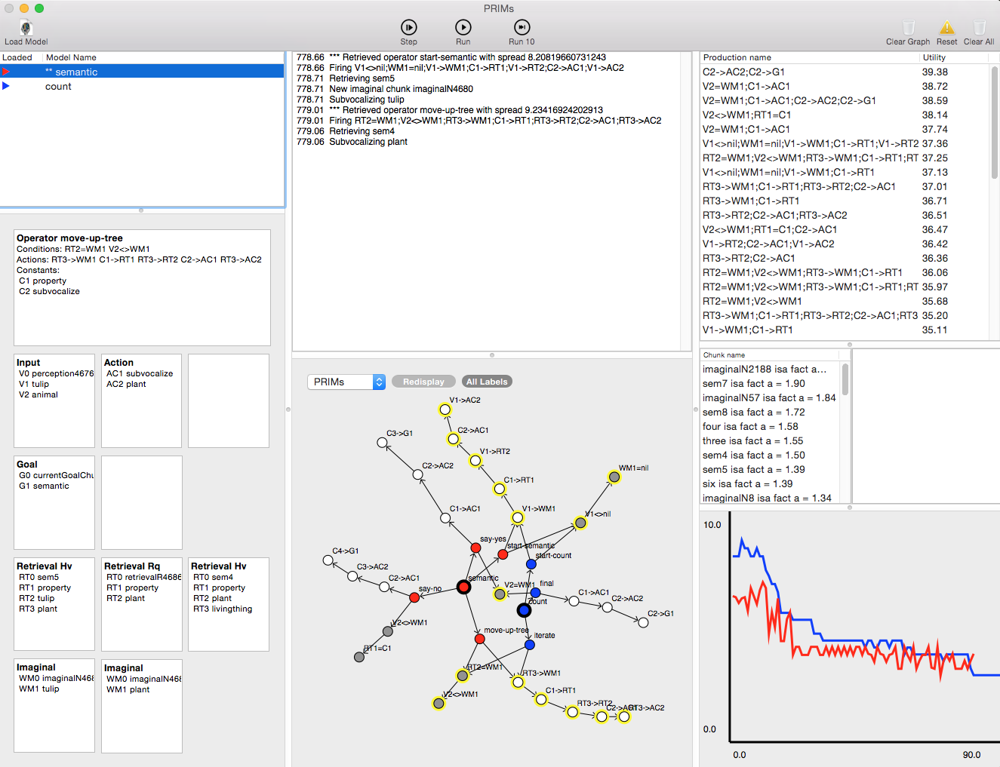 PRIMs
Load Model
Step
Run
Run 10
Clear Graph
Reset
Clear All
Loaded Model Name
** semantic
count
778.66 *** Retrieved operator start-semantic with spread 8.20819660731243
778.66 Firing V1<>nil;WM1=nil;V1->WM1;C1->RT1;V1->RT2;C2->AC1;V1->AC2
778.71 Retrieving sem5
778.71 New imaginal chunk imaginalN4680
778.71 Subvocalizing tulip
779.01 *** Retrieved operator move-up-tree with spread 9.23416924202913
779.01 Firing RT2=WM1;V2<>WM1;RT3->WM1;C1->RT1;RT3->RT2;C2->AC1;RT3->AC2
779.06 Retrieving sem4
779.06 Subvocalizing plant
Production name Utility
C2->AC2;C2->G1 39.38
V2=WM1;C1->AC1 38.72
V2=WM1;C1->AC1;C2->AC2;C2->G1 38.59
V2<>WM1;RT1=C1 38.14
V2=WM1;C1->AC1 37.74
V1<>nil;WM1=nil;V1->WM1;C1->RT1;V1->RT2 37.36
RT2=WM1;V2<>WM1;RT3->WM1;C1->RT1;RT 37.25
V1<>nil;WM1=nil;V1->WM1;C1->RT1 37.13
RT3->WM1;C1->RT1;RT3->RT2;C2->AC1 37.01
RT3->WM1;C1->RT1 36.71
RT3->RT2;C2->AC1;RT3->AC2 36.51
V2<>WM1;RT1=C1;C2->AC1 36.47
V1->RT2;C2->AC1;V1->AC2 36.42
RT3->RT2;C2->AC1 36.36
RT2=WM1;V2<>WM1;RT3->WM1;C1->RT1 36.06
RT2=WM1;V2<>WM1;RT3->WM1;C1->RT1;RT 35.97
RT2=WM1;V2<>WM1 35.68
RT3->WM1;C1->RT1;RT3->RT2;C2->AC1;RT3 35.20
V1->WM1;C1->RT1 35.11
Operator move-up-tree
Conditions: RT2=WM1 V2<>WM1
Actions: RT3->WM1 C1->RT1 RT3->RT2 C2->AC1 RT3->AC2
Constants:
C1 property
C2 subvocalize
Input
V0 perception4676
V1 tulip
V2 animal
Action
AC1 subvocalize
AC2 plant
Goal
G0 currentGoalChu
G1 semantic
Retrieval Hv
RT0 sem5
RT1 property
RT2 tulip
RT3 plant
Retrieval Rq
RT0 retrievalR4686
RT1 property
RT2 plant
Retrieval Hv
RT0 sem4
RT1 property
RT2 plant
RT3 livingthing
Imaginal
WM0 imaginalN468
WM1 tulip
Imaginal
WM0 imaginalN468
WM1 plant
PRIMs
Redisplay
All Labels
V1->AC2
C3->G1
C2->AC1
V1->RT2
C2->AC2
WM1=nil
C1->RT1
C1->AC1
V1->WM1
V1<>nil
say-yes
start-semantic
start-count
C4->G1
C3->AC2
C2->AC1
semantic
say-no
V2=WM1
final
C1->AC1
count
C2->AC2
C2->G1
V2<>WM1
move-up-tree
iterate
RT1=C1
RT2=WM1
RT3->WM1
V2<>WM1
C1->RT1
RT3->RT2
C2->AC1
RT3->AC2
Chunk name
imaginalN2188 isa fact a...
sem7 isa fact a = 1.90
imaginalN57 isa fact a = 1.84
sem8 isa fact a = 1.72
four isa fact a = 1.58
three isa fact a = 1.55
sem4 isa fact a = 1.50
sem5 isa fact a = 1.39
six isa fact a = 1.39
imaginalN8 isa fact a = 1.34
10.0
0.0
0.0
90.0